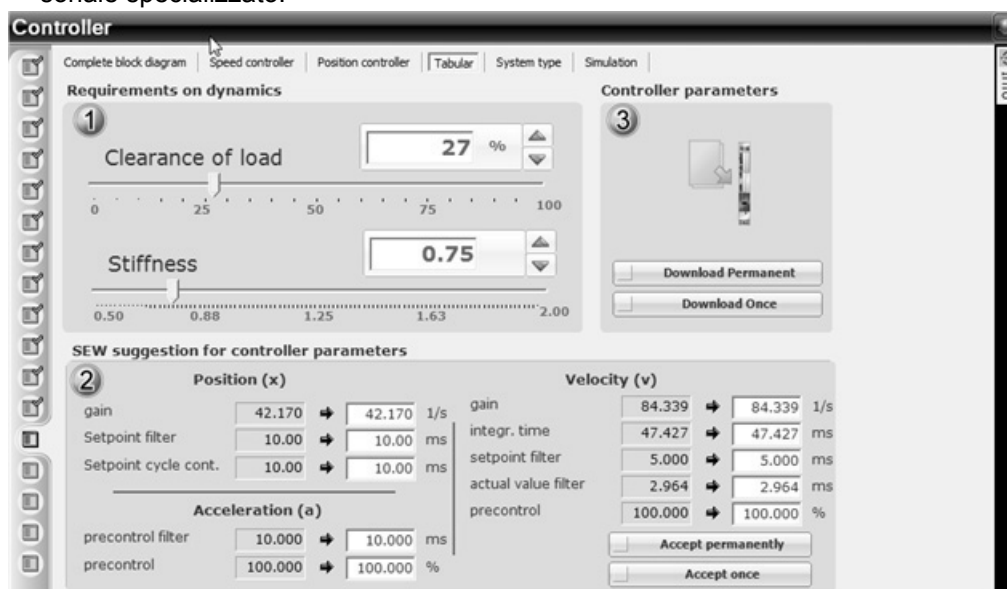 Controller
Complete block diagram | Speed controller | Position controller | Tabular | System type | Simulation
Requirements on dynamics
1
Clearance of load 27 %
0 25 50 75 100
Stiffness 0.75
0.50 0.88 1.25 1.63 2.00
Controller parameters
3
Download Permanent
Download Once
SEW suggestion for controller parameters
2
Position (x)
gain 42.170 42.170 1/s
Setpoint filter 10.00 10.00 ms
Setpoint cycle cont. 10.00 10.00 ms
Acceleration (a)
precontrol filter 10.000 10.000 ms
precontrol 100.000 100.000 %
Velocity (v)
gain 84.339 84.339 1/s
integr. time 47.427 47.427 ms
setpoint filter 5.000 5.000 ms
actual value filter 2.964 2.964 ms
precontrol 100.000 100.000 %
Accept permanently
Accept once